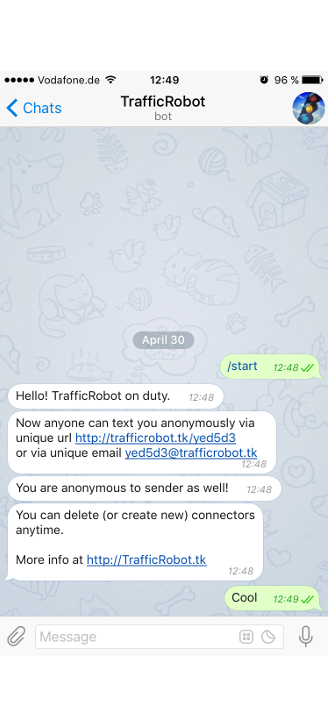 Vodafone.de 12:49 96 %
Chats TrafficRobot
bot
April 30
/start 12:48
Hello! TrafficRobot on duty. 12:48
Now anyone can text you anonymously via
unique url http://trafficrobot.tk/yed5d3
or via unique email yed5d3@trafficrobot.tk
12:48
You are anonymous to sender as well! 12:48
You can delete (or create new) connectors
anytime.
More info at http://TrafficRobot.tk
12:48
Cool 12:49
Message